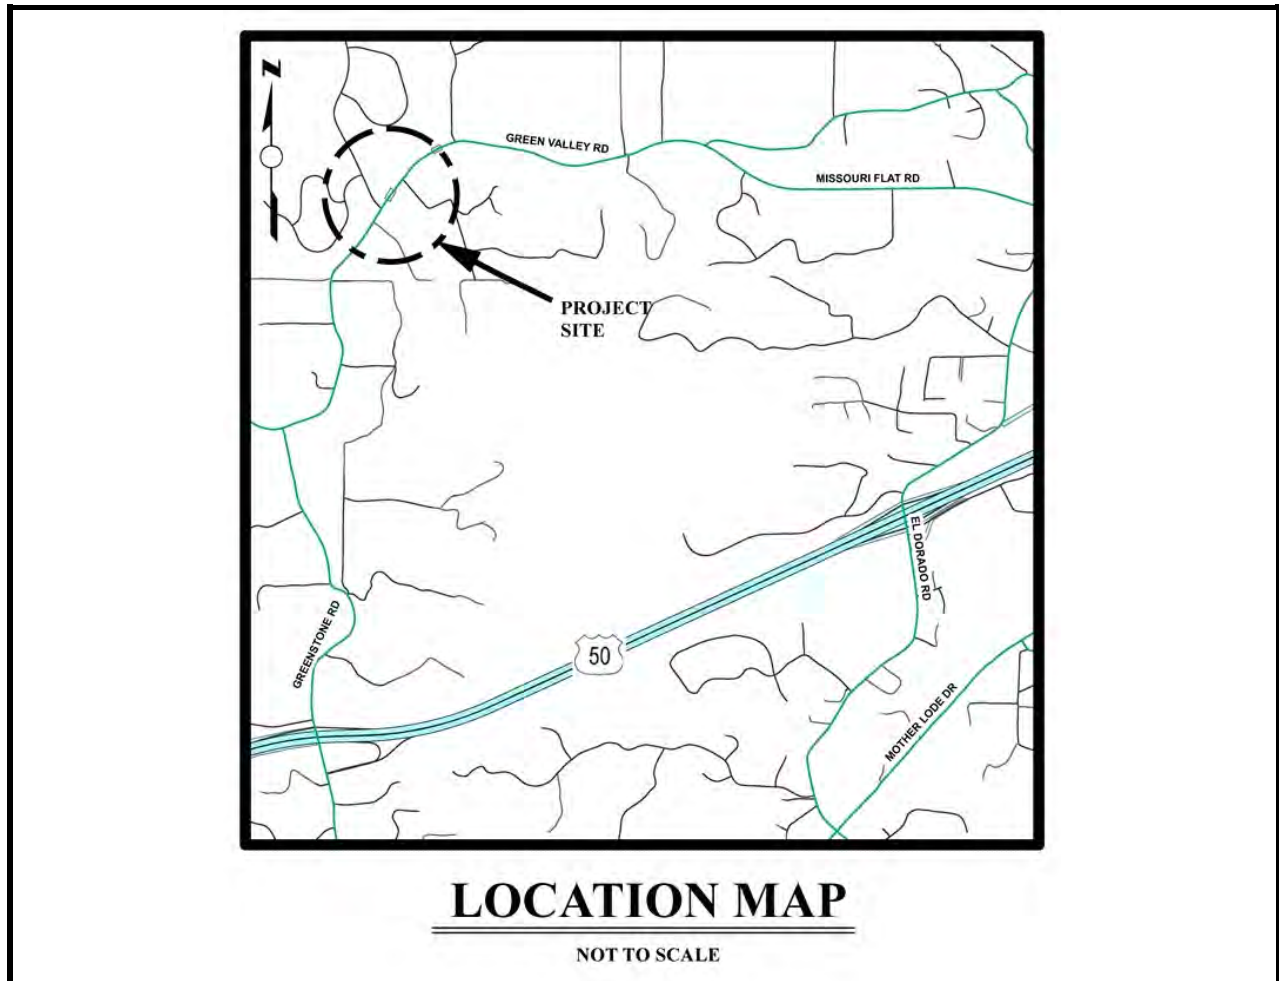 N
GREEN VALLEY RD
MISSOURI FLAT RD
PROJECT
SITE
EL DORADO RD
GREENSTONE RD
50
MOTHER LODE DR
LOCATION MAP
NOT TO SCALE